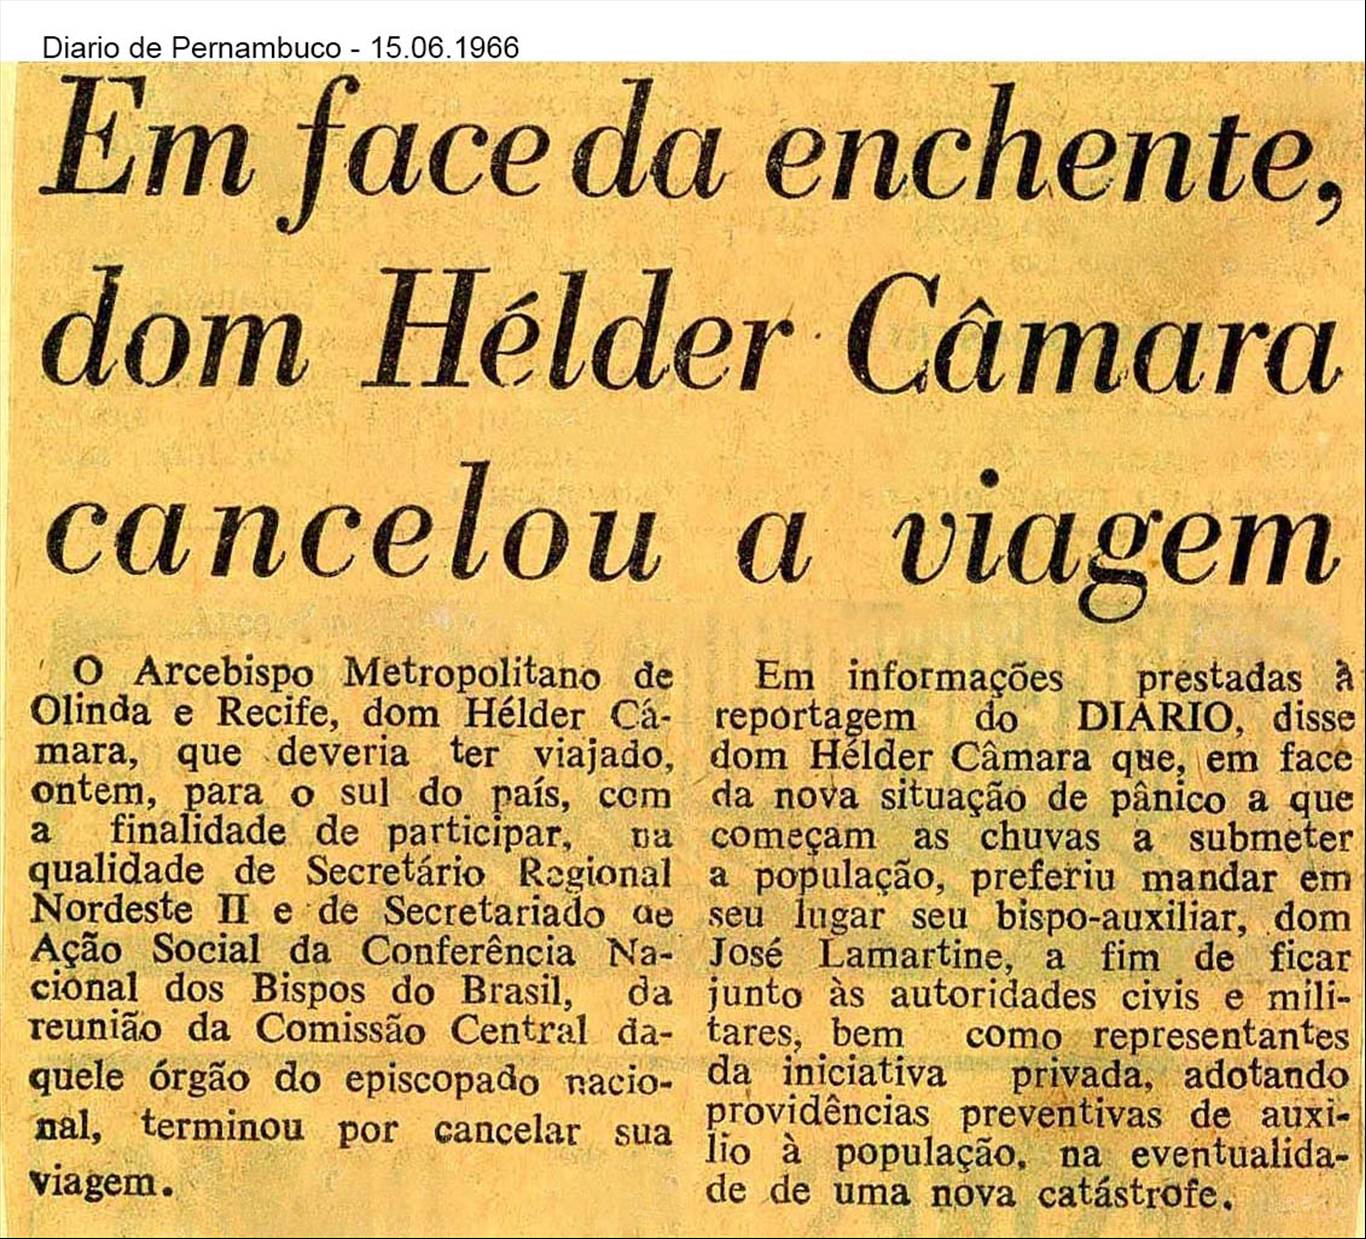 Diario de Pernambuco - 15.06.1966
Em face da enchente,
dom Hélder Câmara
cancelou a viagem
O Arcebispo Metropolitano de
Olinda e Recife, dom Hélder Câ-
mara, que deveria ter viajado,
ontem, para o sul do país, com
a finalidade de participar, na
qualidade de Secretário Regional
Nordeste II e de Secretariado de
Ação Social da Conferência Na-
cional dos Bispos do Brasil, da
reunião da Comissão Central da-
quele órgão do episcopado nacio-
nal, terminou por cancelar sua
viagem.
Em informações prestadas à
reportagem do DIARIO, disse
dom Hélder Câmara que, em face
da nova situação de pânico a que
começam as chuvas a submeter
a população, preferiu mandar em
seu lugar seu bispo-auxiliar, dom
José Lamartine, a fim de ficar
junto às autoridades civis e mili-
tares, bem como representantes
da iniciativa privada, adotando
providências preventivas de auxi-
lio à população, na eventualida-
de de uma nova catástrofe.